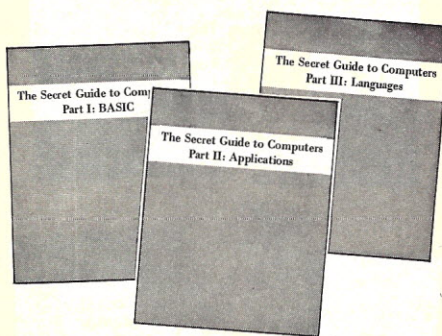 The Secret Guide to Com
Part I: BASIC
The Secret Guide to Computers
Part II: Applications
The Secret Guide to Computers
Part III: Languages